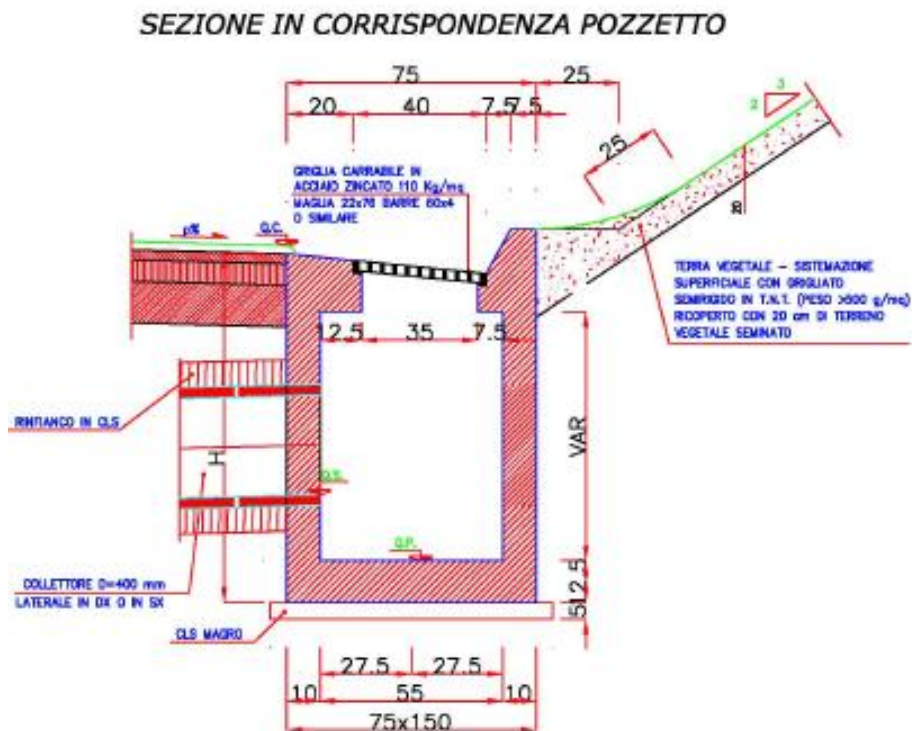 SEZIONE IN CORRISPONDENZA POZZETTO
75
25
20
40
7.5
7.5
3
2
25
GRIGLIA CARRABILE IN
ACCIAIO ZINCATO 110 Kg/mq
MAGLIA 22x76 BARRE 60x4
O SIMILARE
p%
Q.C.
20
TERRA VEGETALE - SISTEMAZIONE
SUPERFICIALE CON GRIGLIATO
SEMIRIGIDO IN T.N.T. (PESO >500 g/mq)
RICOPERTO CON 20 cm DI TERRENO
VEGETALE SEMINATO
12.5
35
7.5
RINFIANCO IN CLS
H
VAR
Q.S.
Q.P.
COLLETTORE D=400 mm
LATERALE IN DX O IN SX
12.5
5
CLS MAGRO
27.5
27.5
10
55
10
75x150